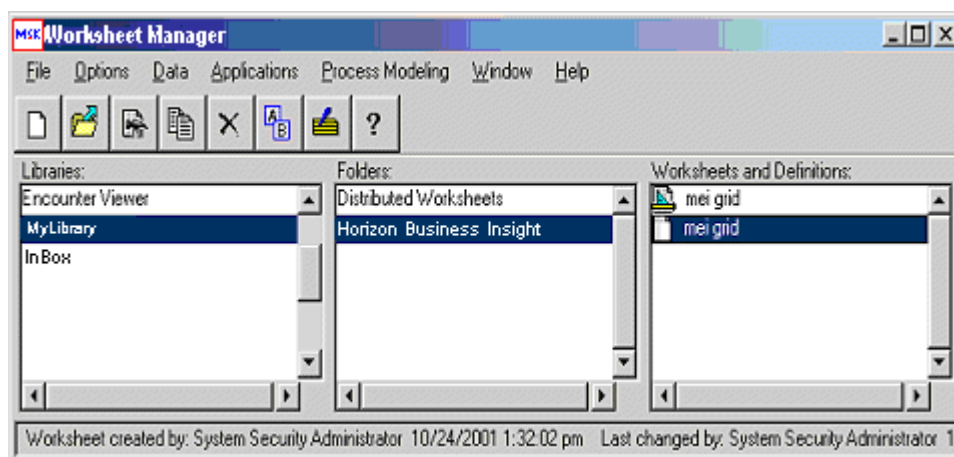 MSK Worksheet Manager
File Options Data Applications Process Modeling Window Help
A B ?
Libraries: Folders: Worksheets and Definitions:
Encounter Viewer Distributed Worksheets mei grid
MyLibrary Horizon Business Insight mei grid
InBox
Worksheet created by: System Security Administrator 10/24/2001 1:32:02 pm Last changed by: System Security Administrator 1